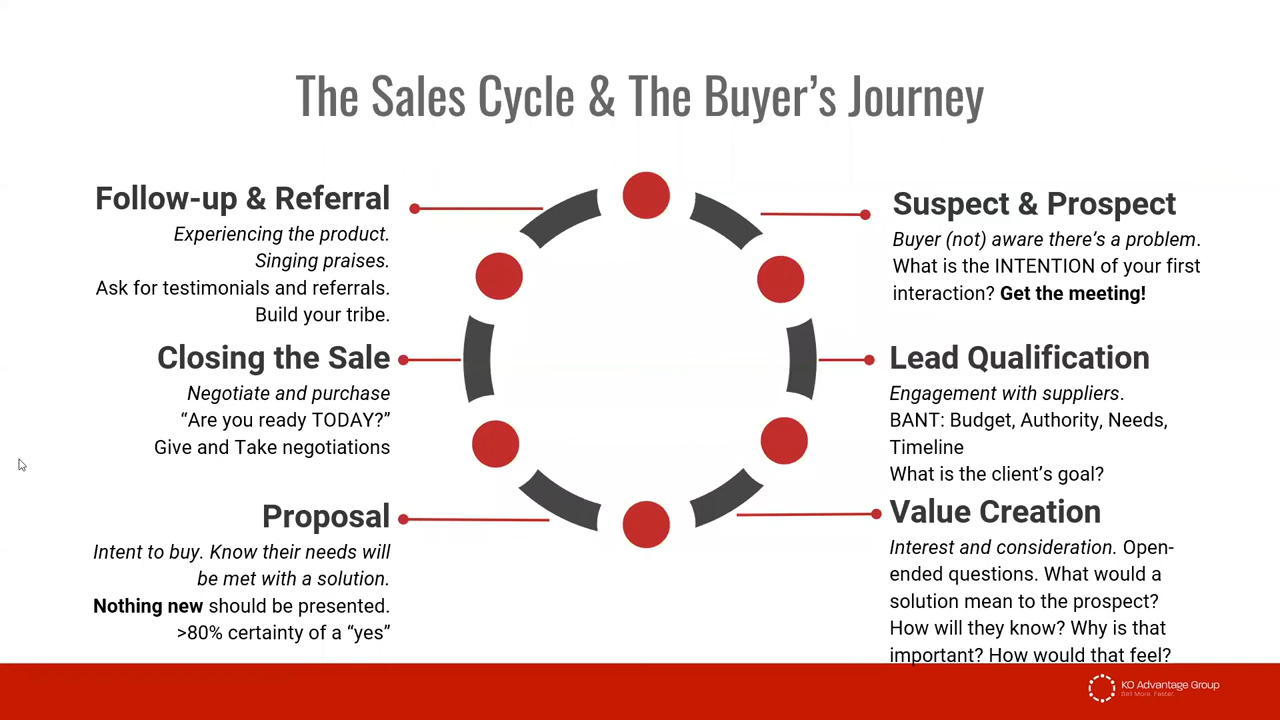 The Sales Cycle & The Buyer’s Journey
Follow-up & Referral
Experiencing the product.
Singing praises.
Ask for testimonials and referrals.
Build your tribe.
Closing the Sale
Negotiate and purchase
“Are you ready TODAY?”
Give and Take negotiations
Proposal
Intent to buy. Know their needs will
be met with a solution.
Nothing new should be presented.
>80% certainty of a “yes”
Suspect & Prospect
Buyer (not) aware there’s a problem.
What is the INTENTION of your first
interaction? Get the meeting!
Lead Qualification
Engagement with suppliers.
BANT: Budget, Authority, Needs,
Timeline
What is the client’s goal?
Value Creation
Interest and consideration. Open-
ended questions. What would a
solution mean to the prospect?
How will they know? Why is that
important? How would that feel?
KO Advantage Group
Sell More. Faster.